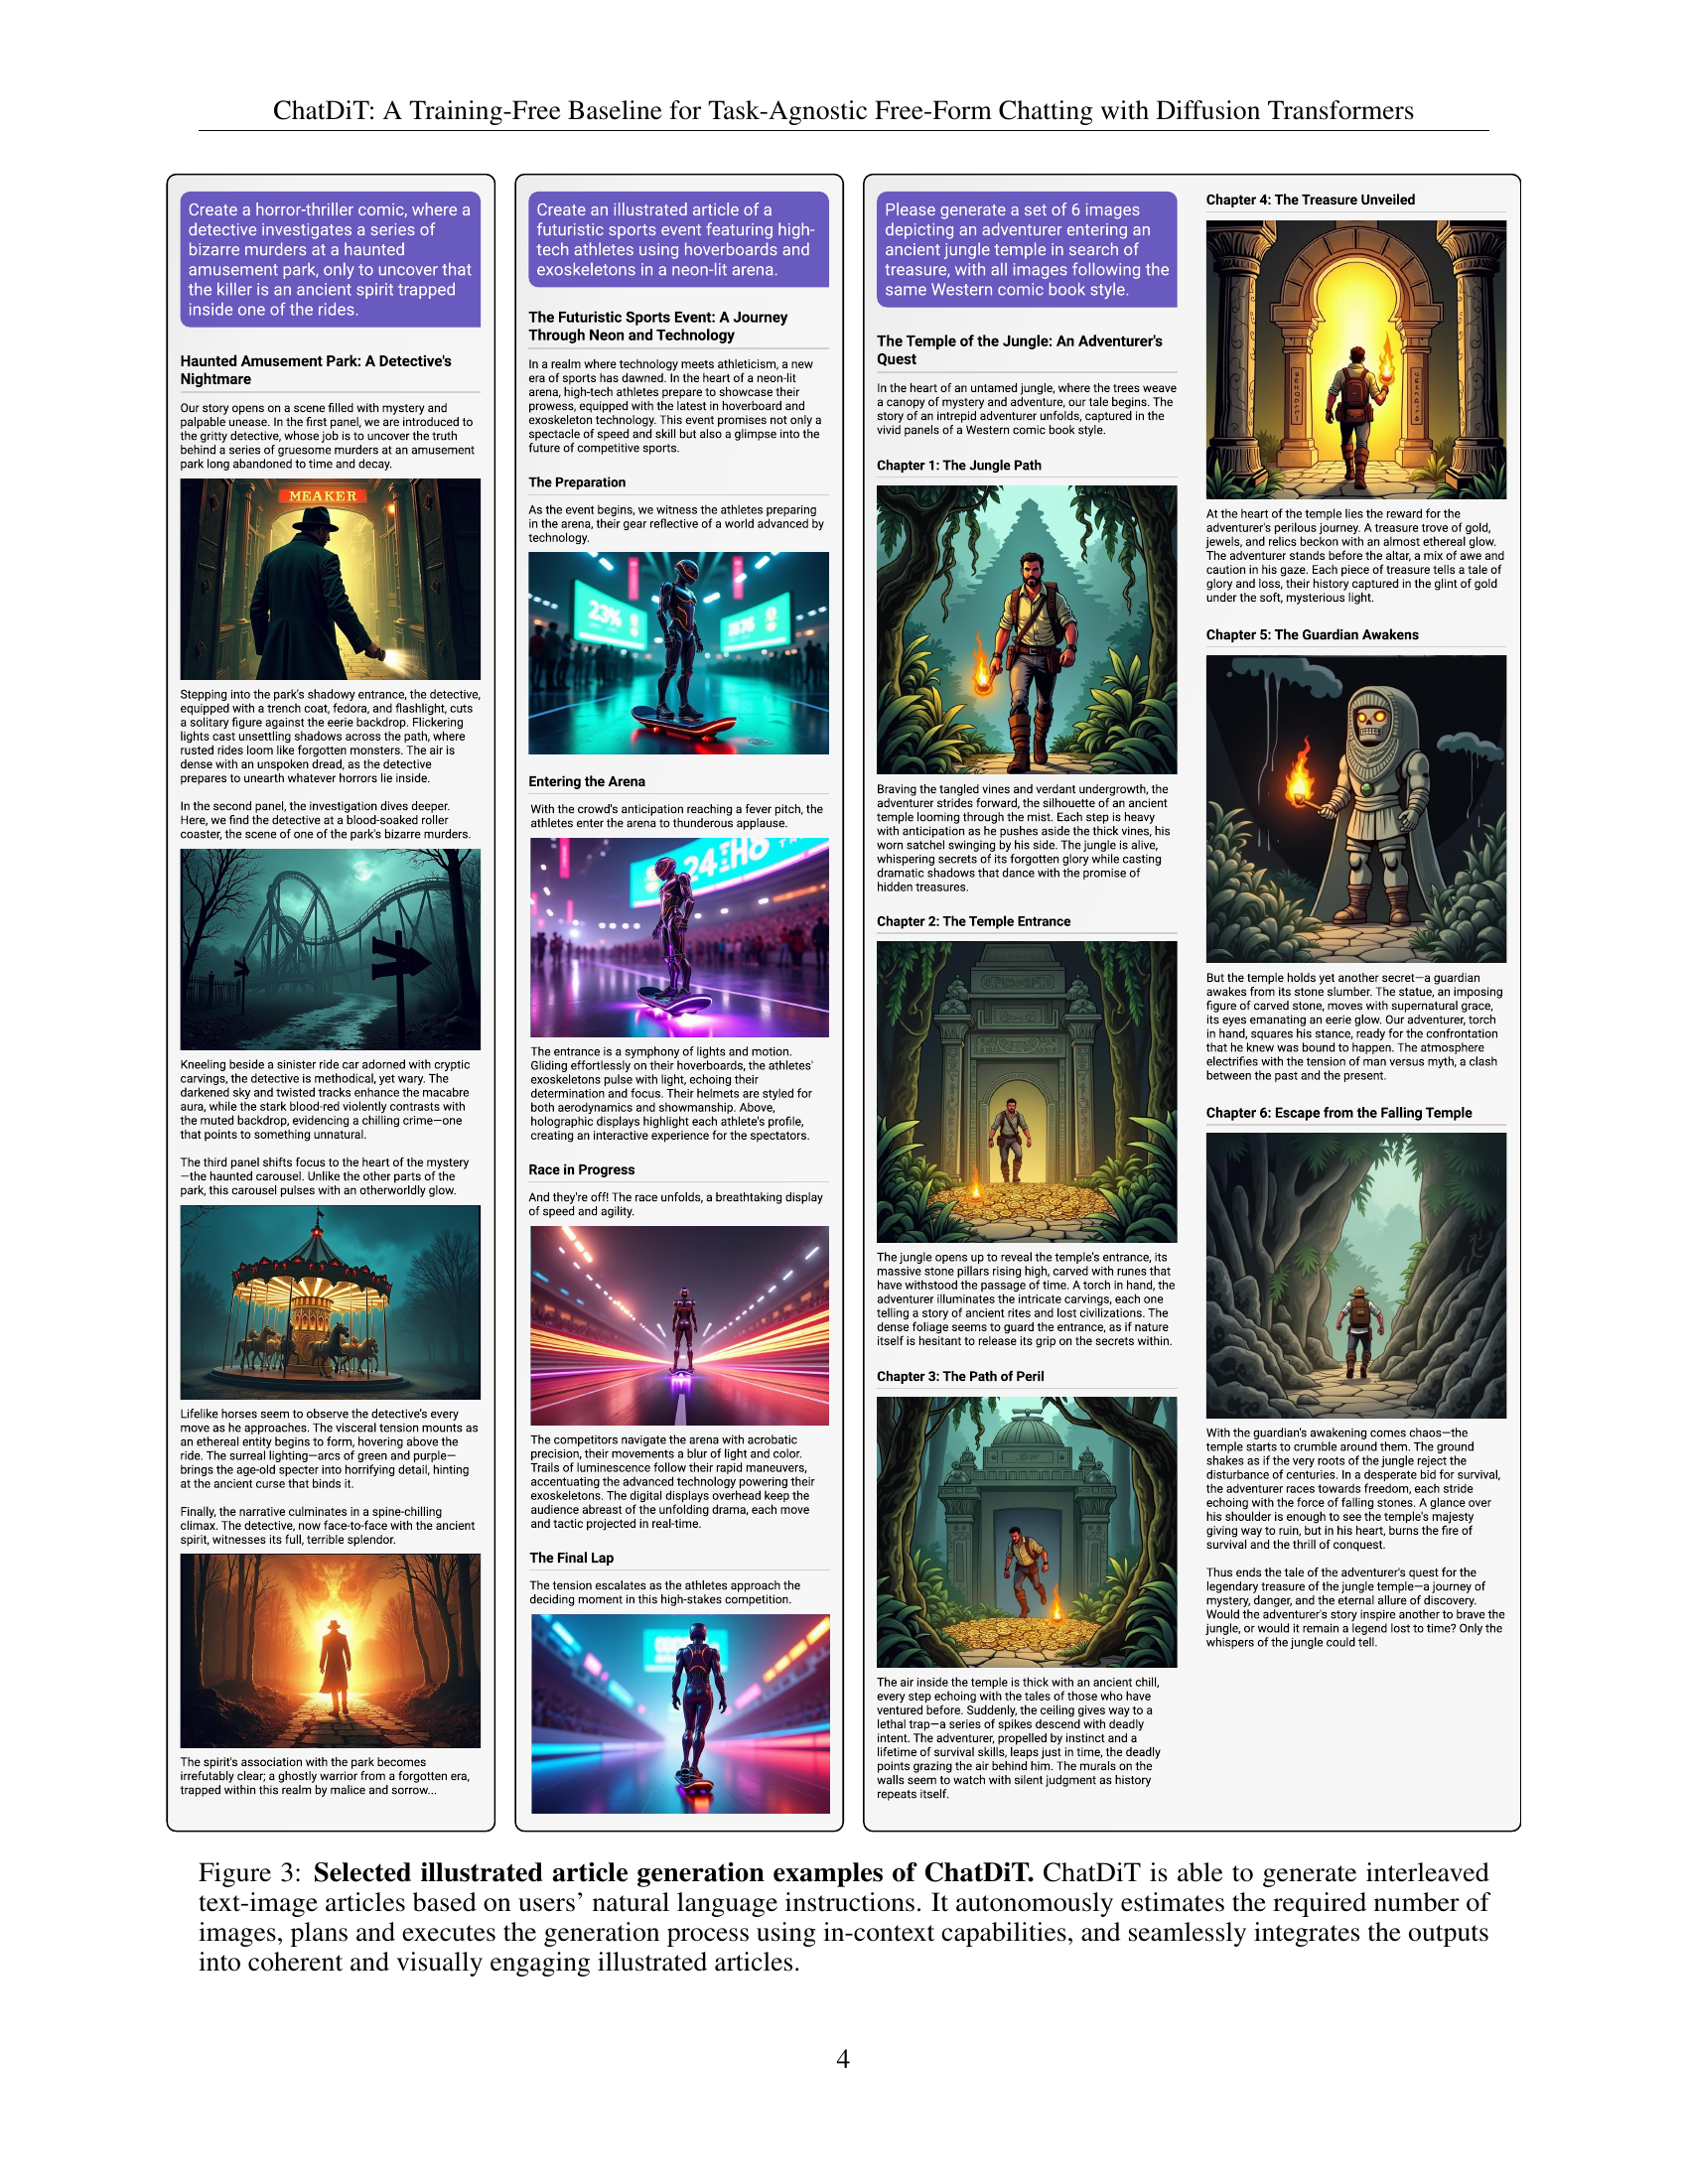 ChatDiT: A Training-Free Baseline for Task-Agnostic Free-Form Chatting with Diffusion Transformers
Create a horror-thriller comic, where a
detective investigates a series of
bizarre murders at a haunted
amusement park, only to uncover that
the killer is an ancient spirit trapped
inside one of the rides.
Haunted Amusement Park: A Detective's
Nightmare
Our story opens on a scene filled with mystery and
palpable unease. In the first panel, we are introduced to
the gritty detective, whose job is to uncover the truth
behind a series of gruesome murders at an amusement
park long abandoned to time and decay.
MEAKER
Stepping into the park's shadowy entrance, the detective,
equipped with a trench coat, fedora, and flashlight, cuts
a solitary figure against the eerie backdrop. Flickering
lights cast unsettling shadows across the path, where
rusted rides loom like forgotten monsters. The air is
dense with an unspoken dread, as the detective
prepares to unearth whatever horrors lie inside.
In the second panel, the investigation dives deeper.
Here, we find the detective at a blood-soaked roller
coaster, the scene of one of the park's bizarre murders.
Kneeling beside a sinister ride car adorned with cryptic
carvings, the detective is methodical, yet wary. The
darkened sky and twisted tracks enhance the macabre
aura, while the stark blood-red violently contrasts with
the muted backdrop, evidencing a chilling crime—one
that points to something unnatural.
The third panel shifts focus to the heart of the mystery
—the haunted carousel. Unlike the other parts of the
park, this carousel pulses with an otherworldly glow.
Lifelike horses seem to observe the detective's every
move as he approaches. The visceral tension mounts as
an ethereal entity begins to form, hovering above the
ride. The surreal lighting—arcs of green and purple—
brings the age-old specter into horrifying detail, hinting
at the ancient curse that binds it.
Finally, the narrative culminates in a spine-chilling
climax. The detective, now face-to-face with the ancient
spirit, witnesses its full, terrible splendor.
The spirit's association with the park becomes
irrefutably clear; a ghostly warrior from a forgotten era,
trapped within this realm by malice and sorrow...
Create an illustrated article of a
futuristic sports event featuring high-
tech athletes using hoverboards and
exoskeletons in a neon-lit arena.
The Futuristic Sports Event: A Journey
Through Neon and Technology
In a realm where technology meets athleticism, a new
era of sports has dawned. In the heart of a neon-lit
arena, high-tech athletes prepare to showcase their
prowess, equipped with the latest in hoverboard and
exoskeleton technology. This event promises not only a
spectacle of speed and skill but also a glimpse into the
future of competitive sports.
The Preparation
As the event begins, we witness the athletes preparing
in the arena, their gear reflective of a world advanced by
technology.
23%
Entering the Arena
With the crowd's anticipation reaching a fever pitch, the
athletes enter the arena to thunderous applause.
The entrance is a symphony of lights and motion.
Gliding effortlessly on their hoverboards, the athletes'
exoskeletons pulse with light, echoing their
determination and focus. Their helmets are styled for
both aerodynamics and showmanship. Above,
holographic displays highlight each athlete's profile,
creating an interactive experience for the spectators.
Race in Progress
And they're off! The race unfolds, a breathtaking display
of speed and agility.
The competitors navigate the arena with acrobatic
precision, their movements a blur of light and color.
Trails of luminescence follow their rapid maneuvers,
accentuating the advanced technology powering their
exoskeletons. The digital displays overhead keep the
audience abreast of the unfolding drama, each move
and tactic projected in real-time.
The Final Lap
The tension escalates as the athletes approach the
deciding moment in this high-stakes competition.
Please generate a set of 6 images
depicting an adventurer entering an
ancient jungle temple in search of
treasure, with all images following the
same Western comic book style.
The Temple of the Jungle: An Adventurer's
Quest
In the heart of an untamed jungle, where the trees weave
a canopy of mystery and adventure, our tale begins. The
story of an intrepid adventurer unfolds, captured in the
vivid panels of a Western comic book style.
Chapter 1: The Jungle Path
Braving the tangled vines and verdant undergrowth, the
adventurer strides forward, the silhouette of an ancient
temple looming through the mist. Each step is heavy
with anticipation as he pushes aside the thick vines, his
worn satchel swinging by his side. The jungle is alive,
whispering secrets of its forgotten glory while casting
dramatic shadows that dance with the promise of
hidden treasures.
Chapter 2: The Temple Entrance
The jungle opens up to reveal the temple's entrance, its
massive stone pillars rising high, carved with runes that
have withstood the passage of time. A torch in hand, the
adventurer illuminates the intricate carvings, each one
telling a story of ancient rites and lost civilizations. The
dense foliage seems to guard the entrance, as if nature
itself is hesitant to release its grip on the secrets within.
Chapter 3: The Path of Peril
The air inside the temple is thick with an ancient chill,
every step echoing with the tales of those who have
ventured before. Suddenly, the ceiling gives way to a
lethal trap—a series of spikes descend with deadly
intent. The adventurer, propelled by instinct and a
lifetime of survival skills, leaps just in time, the deadly
points grazing the air behind him. The murals on the
walls seem to watch with silent judgment as history
repeats itself.
Chapter 4: The Treasure Unveiled
At the heart of the temple lies the reward for the
adventurer's perilous journey. A treasure trove of gold,
jewels, and relics beckon with an almost ethereal glow.
The adventurer stands before the altar, a mix of awe and
caution in his gaze. Each piece of treasure tells a tale of
glory and loss, their history captured in the glint of gold
under the soft, mysterious light.
Chapter 5: The Guardian Awakens
But the temple holds yet another secret—a guardian
awakes from its stone slumber. The statue, an imposing
figure of carved stone, moves with supernatural grace,
its eyes emanating an eerie glow. Our adventurer, torch
in hand, squares his stance, ready for the confrontation
that he knew was bound to happen. The atmosphere
electrifies with the tension of man versus myth, a clash
between the past and the present.
Chapter 6: Escape from the Falling Temple
With the guardian's awakening comes chaos—the
temple starts to crumble around them. The ground
shakes as if the very roots of the jungle reject the
disturbance of centuries. In a desperate bid for survival,
the adventurer races towards freedom, each stride
echoing with the force of falling stones. A glance over
his shoulder is enough to see the temple's majesty
giving way to ruin, but in his heart, burns the fire of
survival and the thrill of conquest.
Thus ends the tale of the adventurer's quest for the
legendary treasure of the jungle temple—a journey of
mystery, danger, and the eternal allure of discovery.
Would the adventurer's story inspire another to brave the
jungle, or would it remain a legend lost to time? Only the
whispers of the jungle could tell.
Figure 3: Selected illustrated article generation examples of ChatDiT. ChatDiT is able to generate interleaved
text-image articles based on users’ natural language instructions. It autonomously estimates the required number of
images, plans and executes the generation process using in-context capabilities, and seamlessly integrates the outputs
into coherent and visually engaging illustrated articles.
4